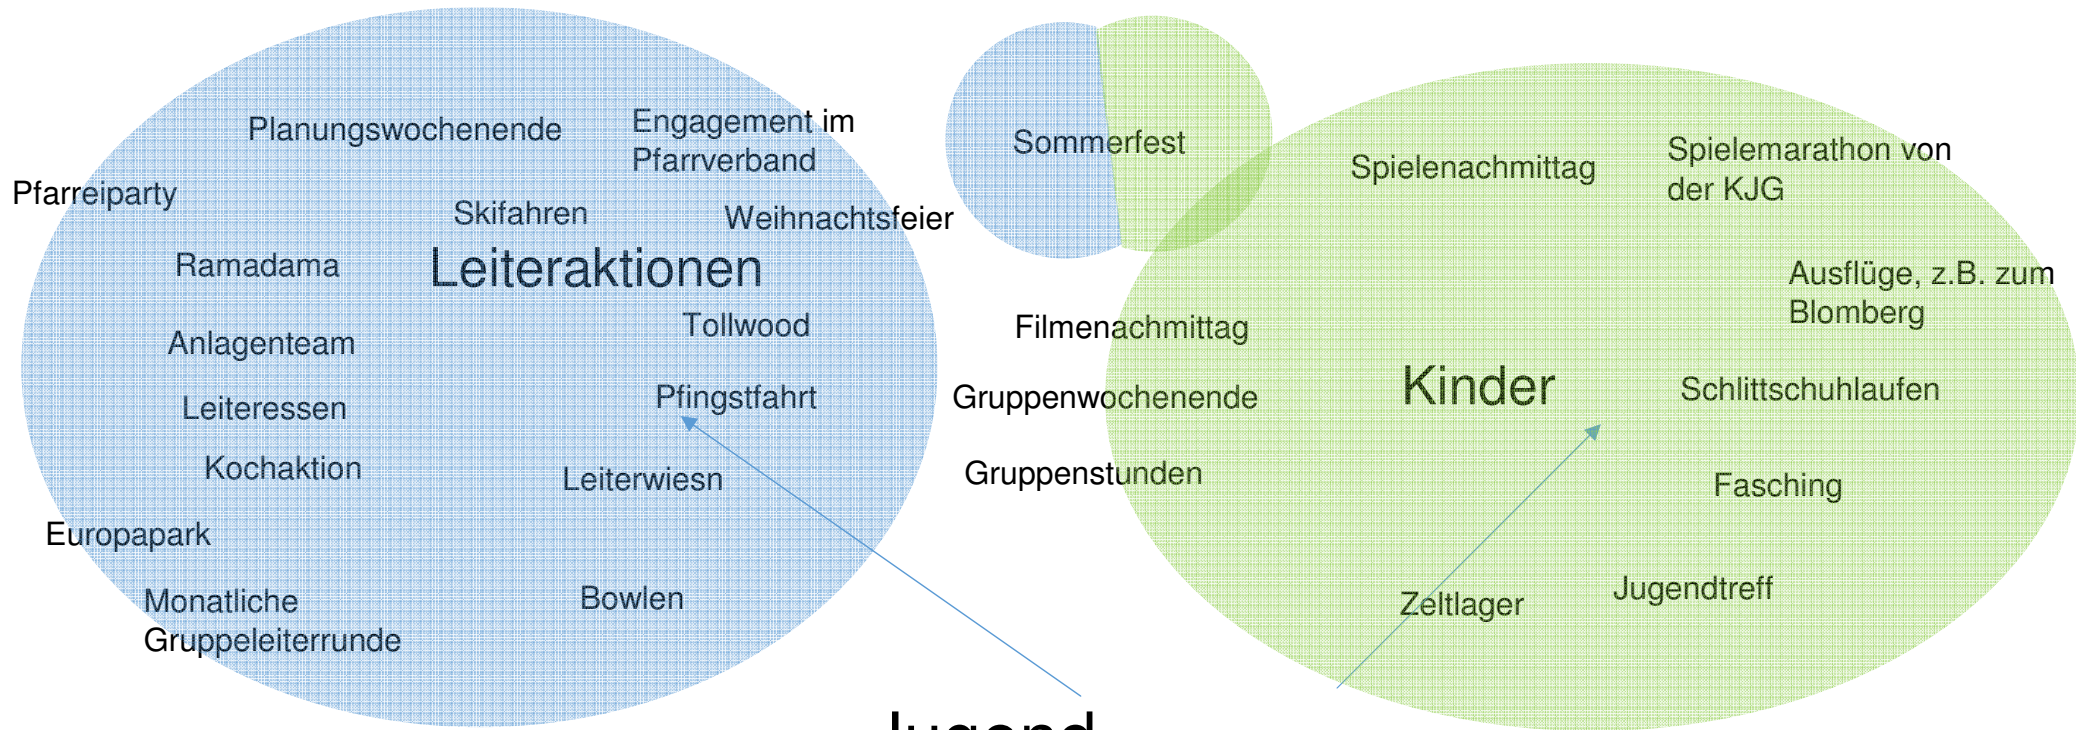 Planungswochenende
Engagement im
Pfarrverband
Pfarreiparty
Skifahren
Weihnachtsfeier
Ramadama
Leiteraktionen
Tollwood
Anlagenteam
Pfingstfahrt
Leiteressen
Kochaktion
Leiterwiesn
Europapark
Monatliche
Gruppeleiterrunde
Bowlen
Sommerfest
Spielenachmittag
Spielemarathon von
der KJG
Ausflüge, z.B. zum
Blomberg
Filmenachmittag
Kinder
Gruppenwochenende
Schlittschuhlaufen
Gruppenstunden
Fasching
Zeltlager
Jugendtreff
Jugend